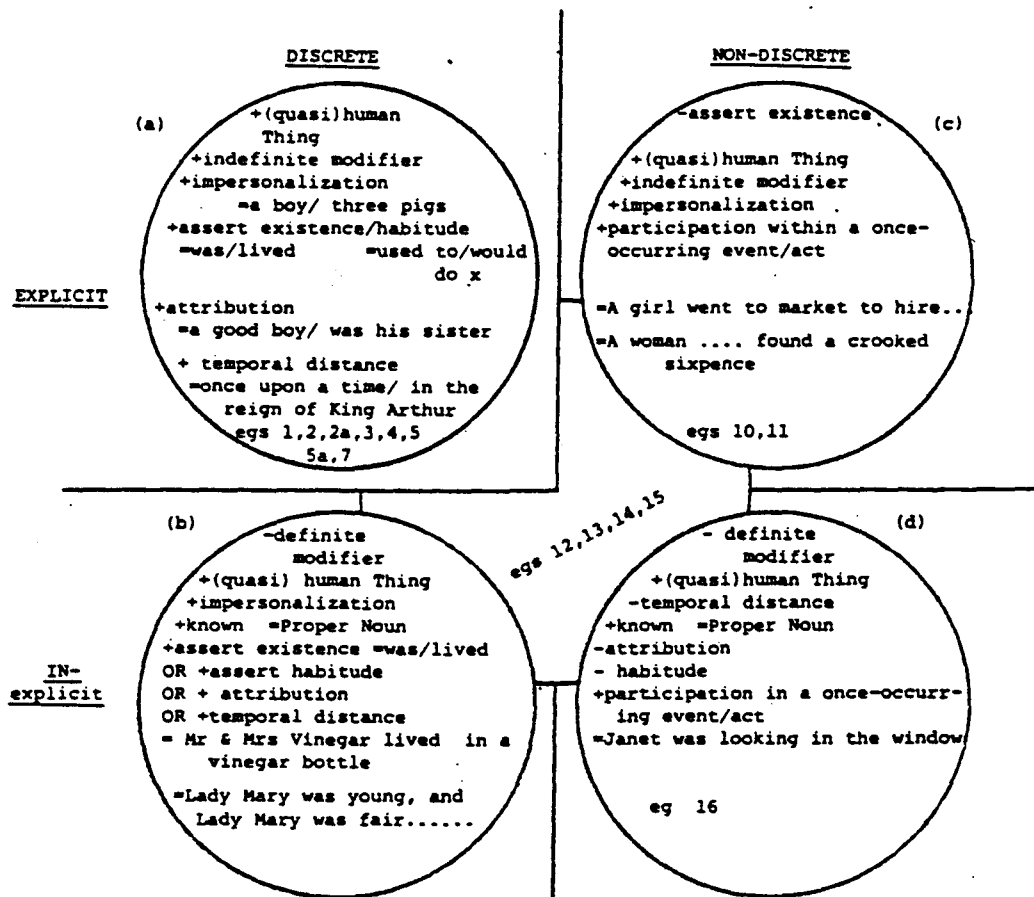 DISCRETE
NON-DISCRETE
EXPLICIT
IN-
explicit
(a)
+(quasi)human
Thing
+indefinite modifier
+impersonalization
=a boy/ three pigs
+assert existence/habitude
=was/lived =used to/would
do x
+attribution
=a good boy/ was his sister
+ temporal distance
=once upon a time/ in the
reign of King Arthur
egs 1,2,2a,3,4,5
5a,7
(c)
-assert existence
+(quasi)human Thing
+indefinite modifier
+impersonalization
+participation within a once-
occurring event/act
=A girl went to market to hire...
=A woman .... found a crooked
sixpence
egs 10,11
egs 12,13,14,15
(b)
-definite
modifier
+(quasi) human Thing
+impersonalization
+known =Proper Noun
+assert existence =was/lived
OR +assert habitude
OR + attribution
OR +temporal distance
= Mr & Mrs Vinegar lived in a
vinegar bottle
=Lady Mary was young, and
Lady Mary was fair......
(d)
- definite
modifier
+(quasi)human Thing
-temporal distance
+known =Proper Noun
-attribution
- habitude
+participation in a once-occurr-
ing event/act
=Janet was looking in the window
eg 16